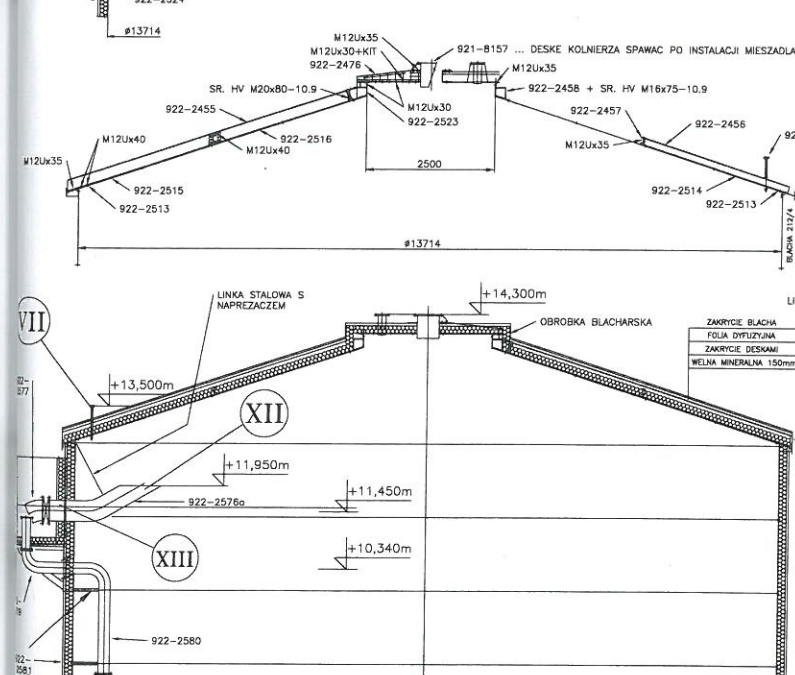 922-2524
ø13714
M12Ux35
M12Ux30+KIT
922-2476
921-8157 ... DESKE KOLNIERZA SPAWAC PO INSTALACJI MIESZADLA
M12Ux35
SR. HV M20x80-10.9
922-2458 + SR. HV M16x75-10,9
922-2455
M12Ux30
922-2523
922-2457
922-2456
M12Ux40
922-2516
M12Ux40
M12Ux35
M12Ux35
2500
922-2515
922-2513
922-2514
922-2513
BLACHA 212/4
ø13714
LINKA STALOWA S
NAPREZACZEM
+14,300m
OBROBKA BLACHARSKA
ZAKRYCIE BLACHA
FOLIA DYFUZYJNA
ZAKRYCIE DESKAMI
WELNA MINERALNA 150mm
VII
+13,500m
XII
+11,950m
922-2576a
+11,450m
XIII
+10,340m
922-2580